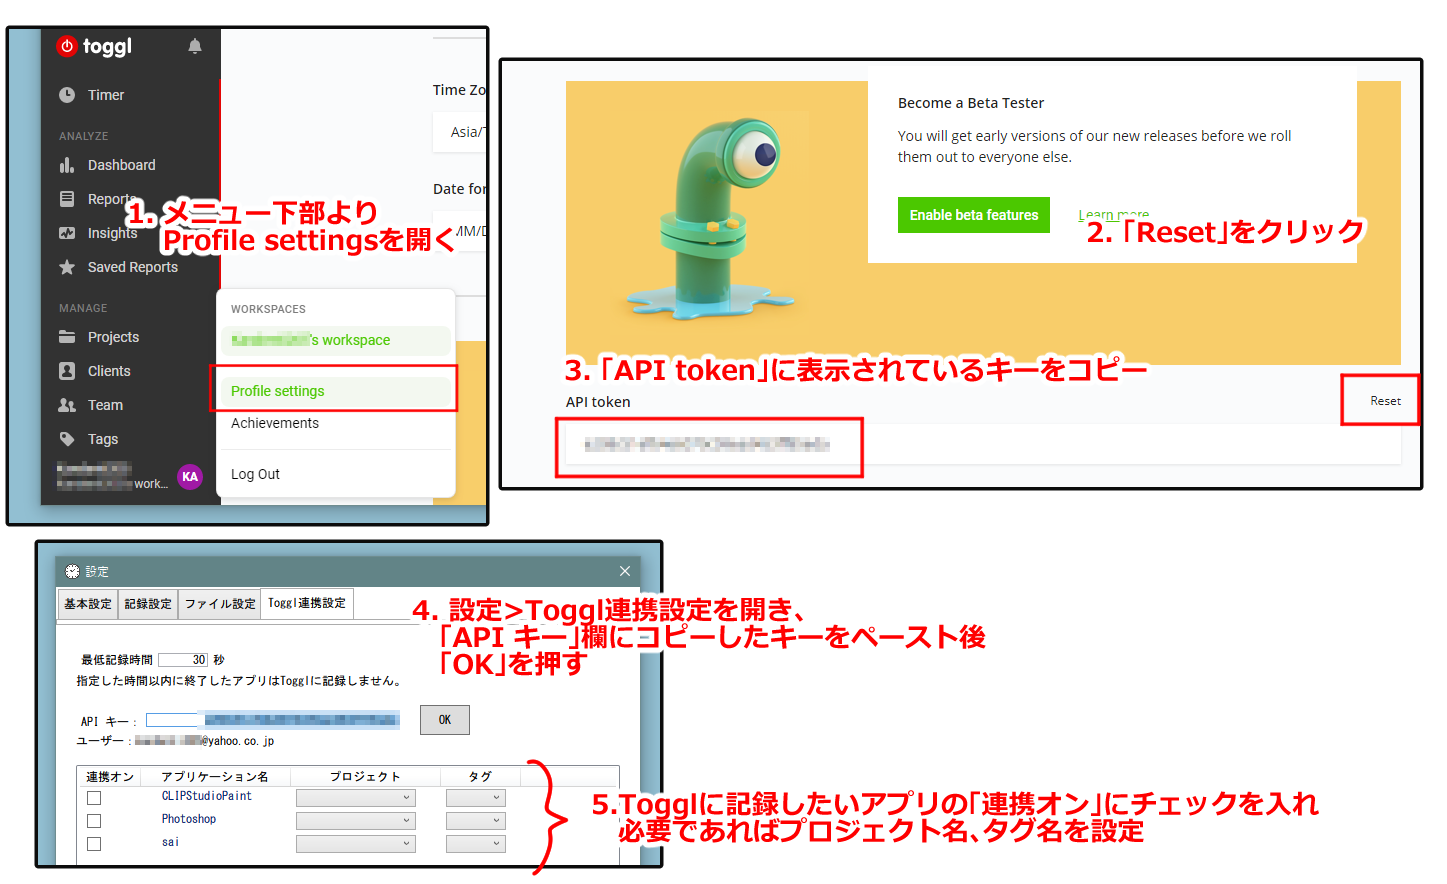 toggl
Timer
ANALYZE
Dashboard
Reports
Insights
Saved Reports
MANAGE
Projects
Clients
Team
Tags
work...
KA
Time Zo
Asia/T
Date for
MM/D
1. メニュー下部より
Profile settingsを開く
WORKSPACES
's workspace
Profile settings
Achievements
Log Out
Become a Beta Tester
You will get early versions of our new releases before we roll
them out to everyone else.
Enable beta features
Learn more
2.「Reset」をクリック
3.「API token」に表示されているキーをコピー
API token
Reset
設定
基本設定
記録設定
ファイル設定
Toggl連携設定
4. 設定>Toggl連携設定を開き、
「API キー」欄にコピーしたキーをペースト後
「OK」を押す
最低記録時間 30 秒
指定した時間以内に終了したアプリはTogglに記録しません。
API キー：
OK
ユーザー：
@yahoo.co.jp
連携オン アプリケーション名 プロジェクト タグ
CLIPStudioPaint
Photoshop
sai
5.Togglに記録したいアプリの「連携オン」にチェックを入れ
必要であればプロジェクト名、タグ名を設定